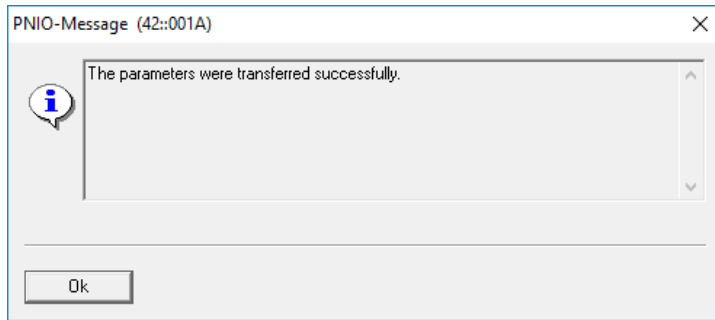 PNIO-Message (42::001A)
The parameters were transferred successfully.
Ok